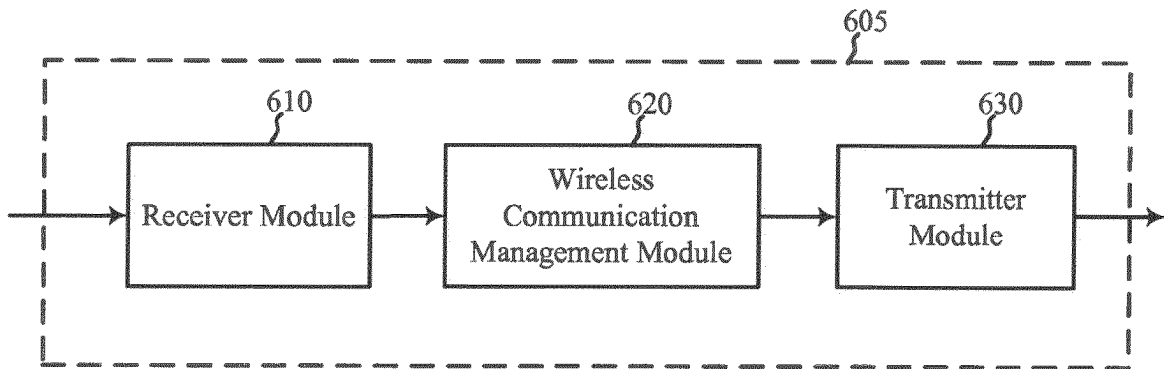 605
610
620
630
Receiver Module
Wireless
Communication
Management Module
Transmitter
Module